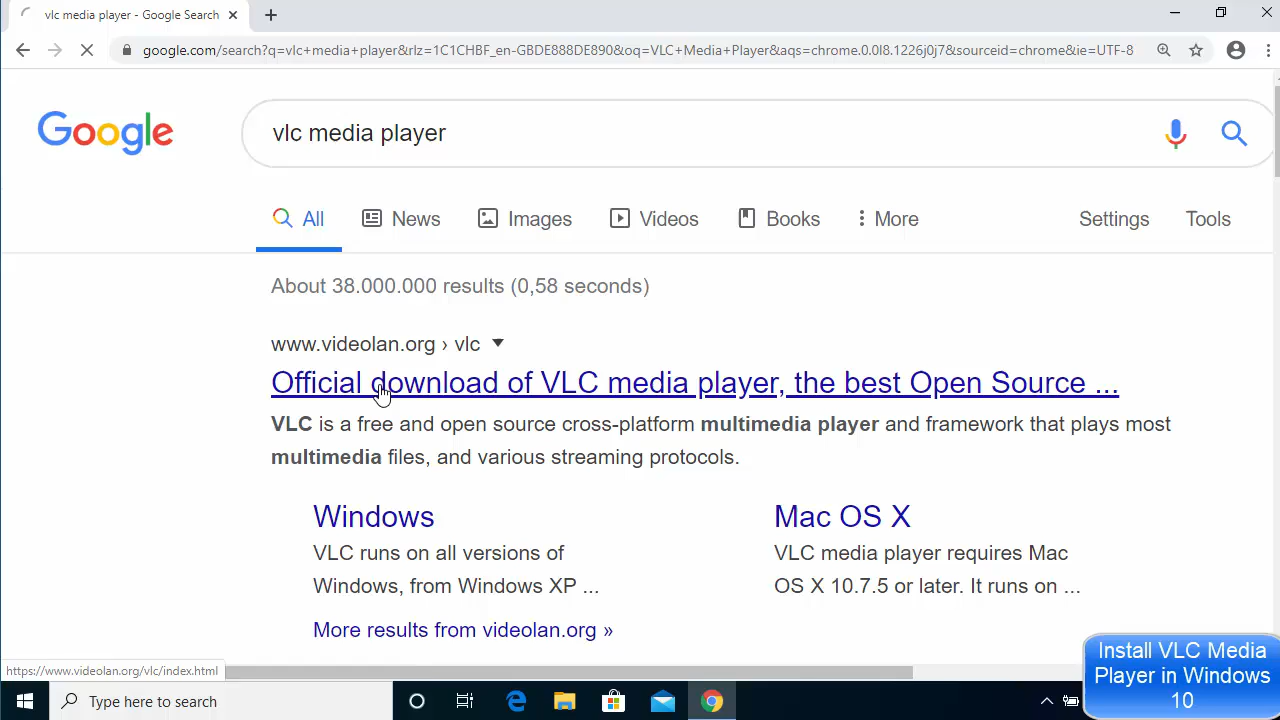 vlc media player - Google Search
google.com/search?q=vlc+media+player&rlz=1C1CHBF_en-GBDE888DE890&oq=VLC+Media+Player&aqs=chrome.0.0l8.1226j0j7&sourceid=chrome&ie=UTF-8
Google
vlc media player
All News Images Videos Books More Settings Tools
About 38.000.000 results (0,58 seconds)
www.videolan.org › vlc
Official download of VLC media player, the best Open Source ...
VLC is a free and open source cross-platform multimedia player and framework that plays most
multimedia files, and various streaming protocols.
Windows
VLC runs on all versions of
Windows, from Windows XP ...
Mac OS X
VLC media player requires Mac
OS X 10.7.5 or later. It runs on ...
More results from videolan.org »
https://www.videolan.org/vlc/index.html
Install VLC Media
Player in Windows
10
Type here to search